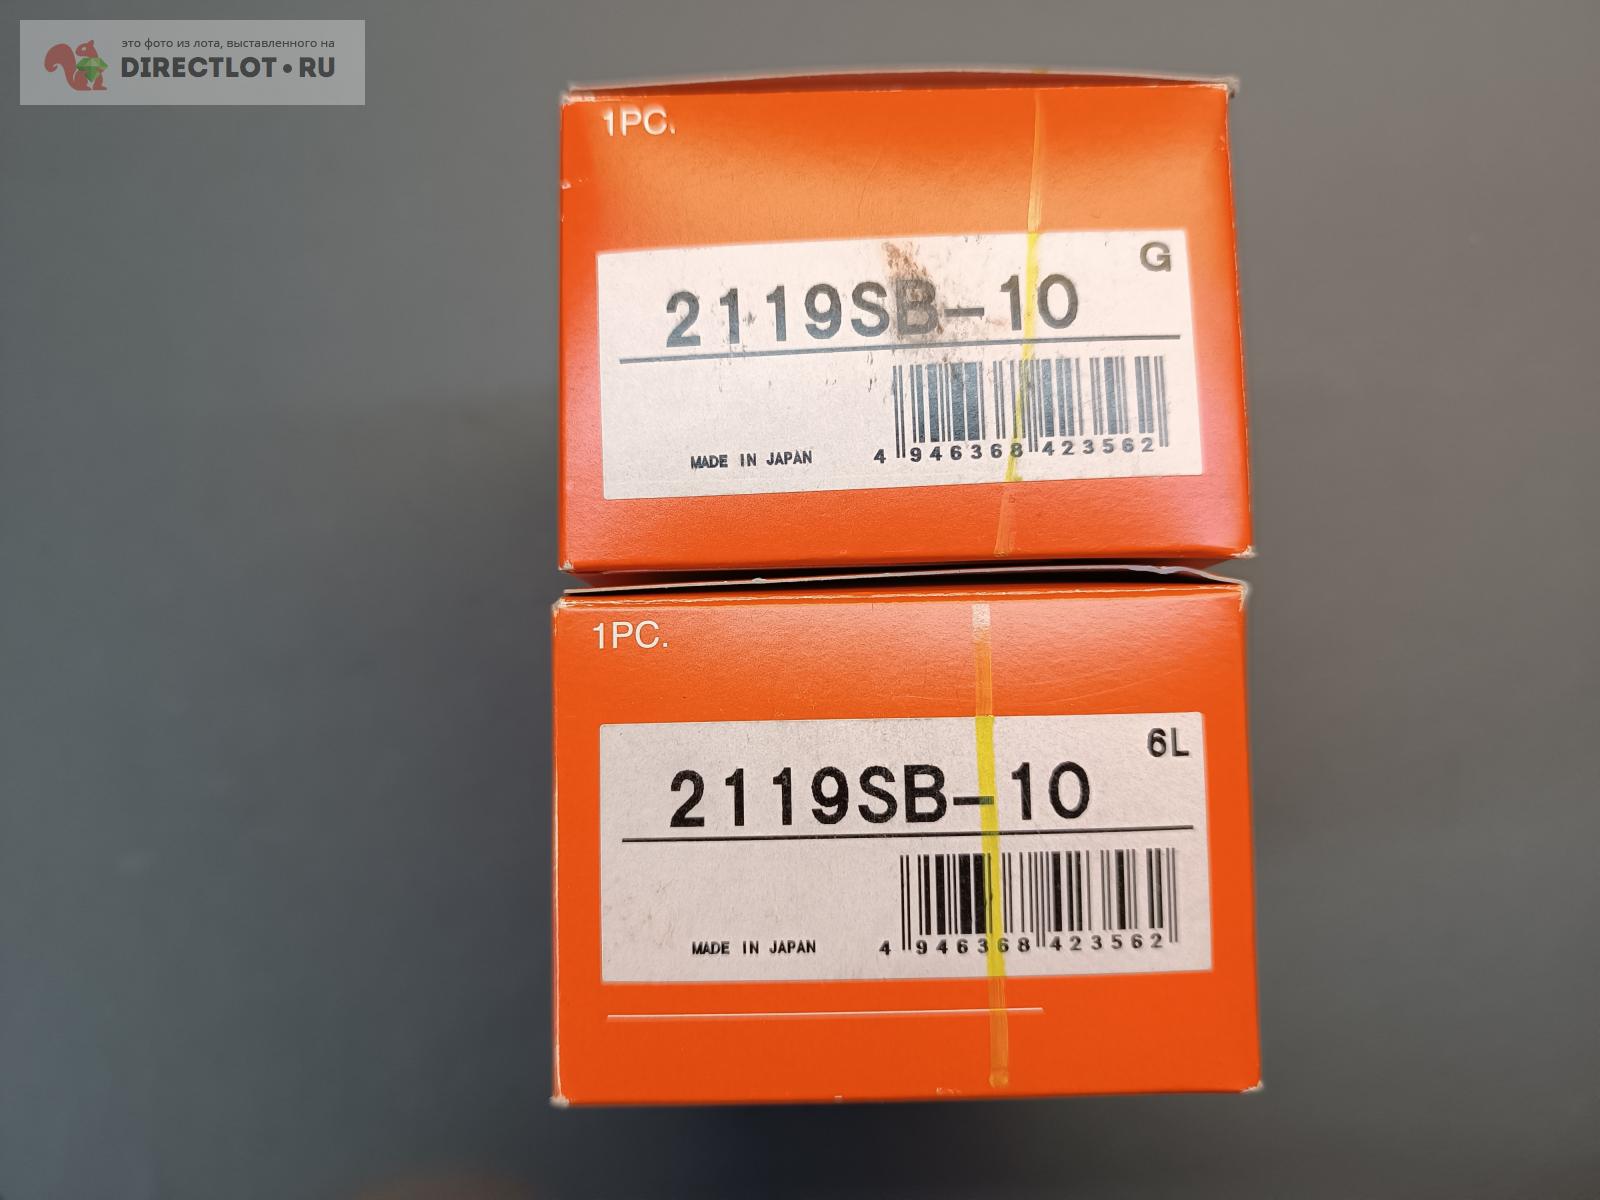 это фото из лота, выставленного на
DIRECTLOT•RU
1PC.
G
2119SB-10
MADE IN JAPAN
4 946368 423562
1PC.
6L
2119SB-10
MADE IN JAPAN
4 946368 423562